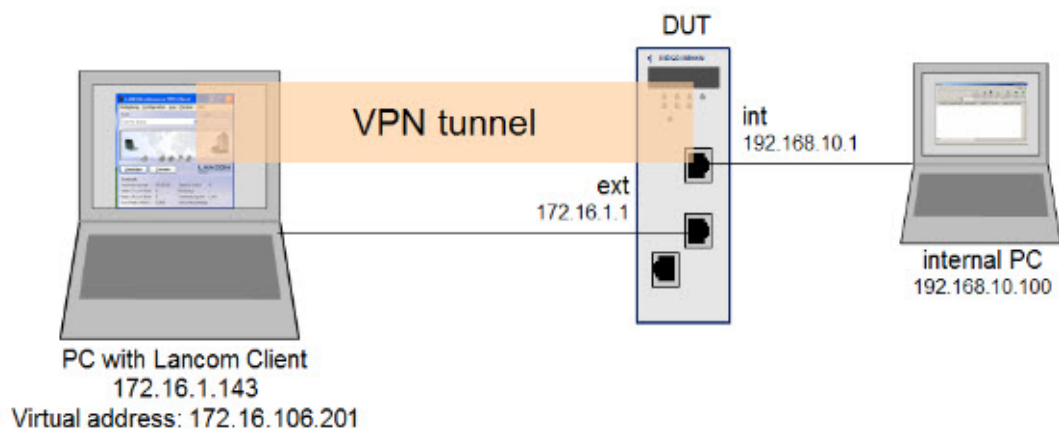 DUT
VPN tunnel
int
192.168.10.1
ext
172.16.1.1
internal PC
192.168.10.100
PC with Lancom Client
172.16.1.143
Virtual address: 172.16.106.201